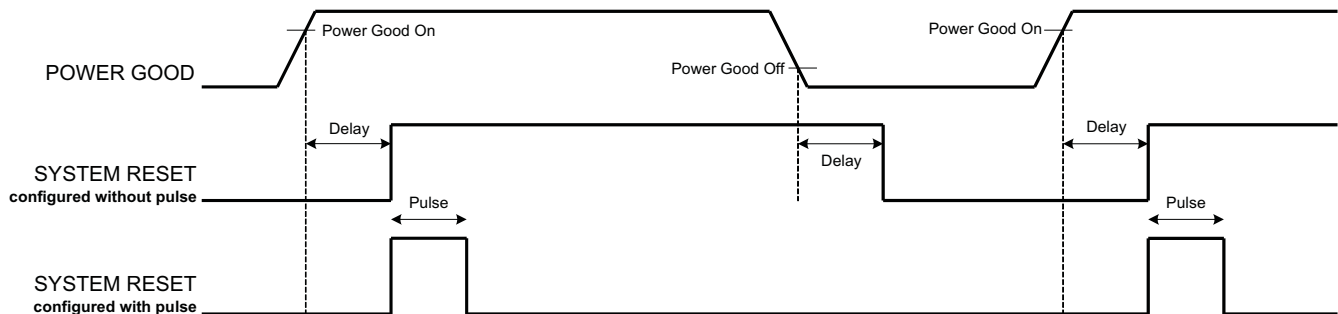 Power Good On
Power Good On
POWER GOOD
Power Good Off
Delay
Delay
Delay
SYSTEM RESET
configured without pulse
Pulse
Pulse
SYSTEM RESET
configured with pulse